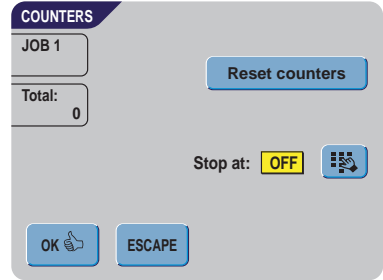 COUNTERS
JOB 1
Reset counters
Total:
0
Stop at: OFF
OK
ESCAPE